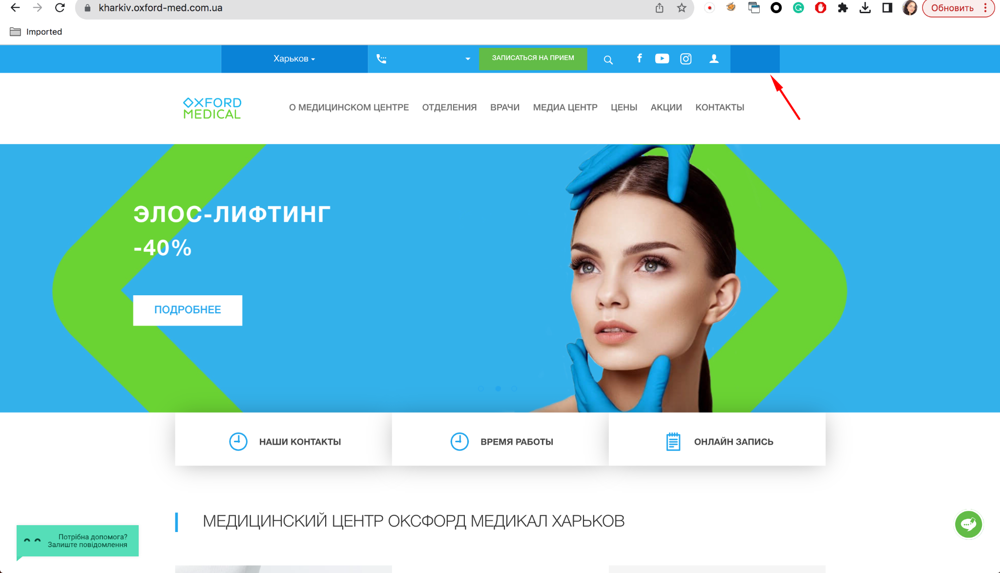 kharkiv.oxford-med.com.ua
Обновить
Imported
Харьков
ЗАПИСАТЬСЯ НА ПРИЕМ
OXFORD
MEDICAL
О МЕДИЦИНСКОМ ЦЕНТРЕ ОТДЕЛЕНИЯ ВРАЧИ МЕДИА ЦЕНТР ЦЕНЫ АКЦИИ КОНТАКТЫ
ЭЛОС-ЛИФТИНГ
-40%
ПОДРОБНЕЕ
НАШИ КОНТАКТЫ
ВРЕМЯ РАБОТЫ
ОНЛАЙН ЗАПИСЬ
МЕДИЦИНСКИЙ ЦЕНТР ОКСФОРД МЕДИКАЛ ХАРЬКОВ
Потрібна допомога?
Залиште повідомлення